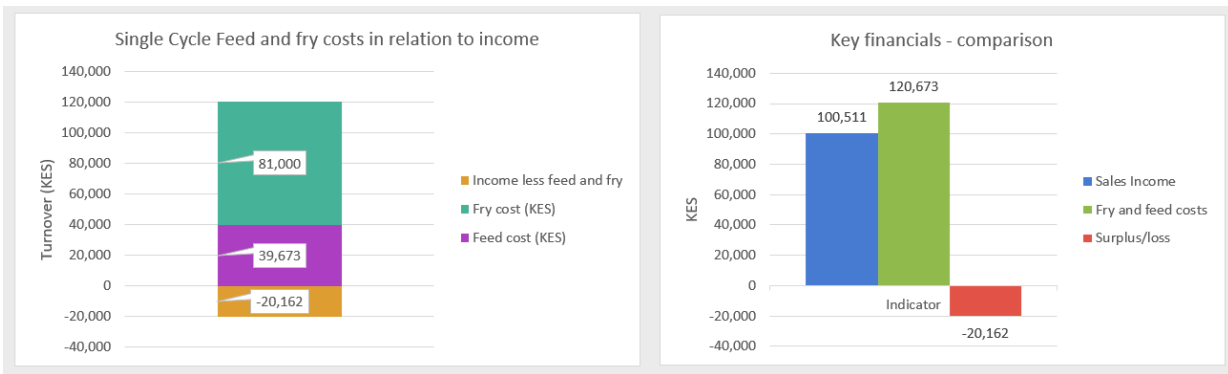 Single Cycle Feed and fry costs in relation to income
140,000
120,000
100,000
80,000
60,000
40,000
20,000
0
-20,000
-40,000
Turnover (KES)
81,000
39,673
-20,162
Income less feed and fry
Fry cost (KES)
Feed cost (KES)
Key financials - comparison
140,000
120,000
100,000
80,000
60,000
40,000
20,000
0
-20,000
-40,000
KES
100,511
120,673
Indicator
-20,162
Sales Income
Fry and feed costs
Surplus/loss